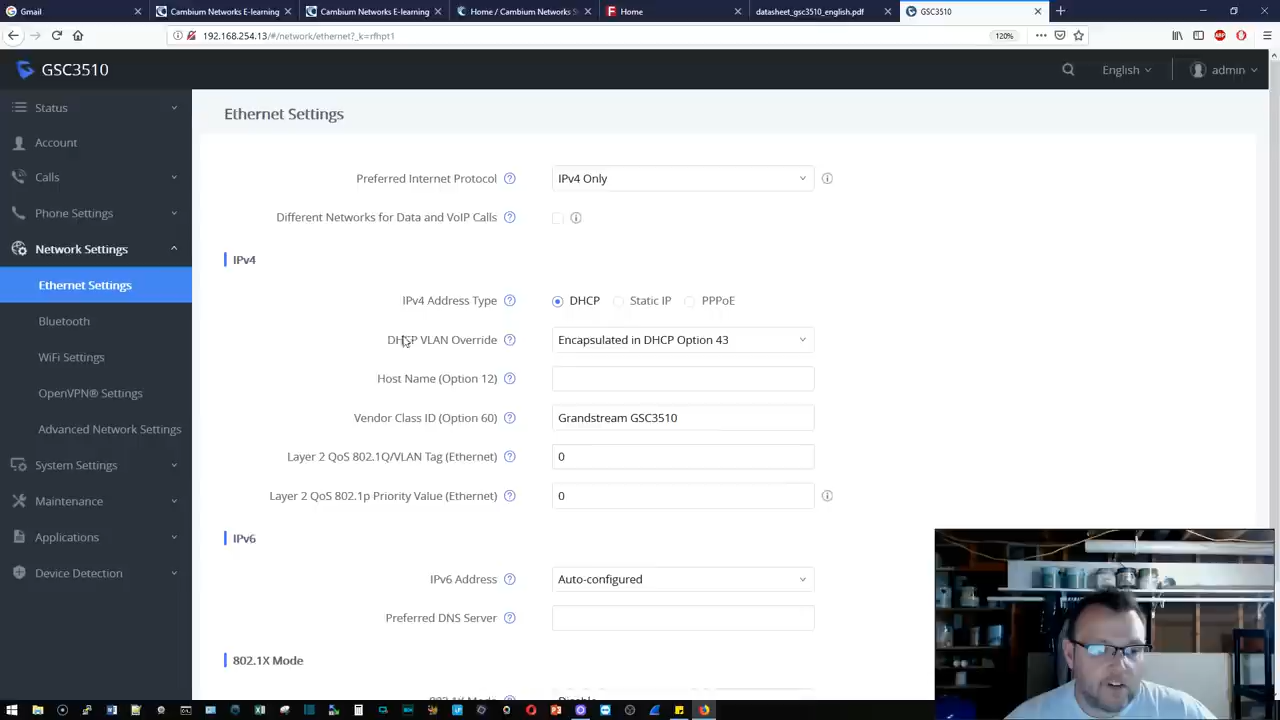 Gmail
Cambium Networks E-learning
Cambium Networks E-learning
Home / Cambium Networks
Home
datasheet_gsc3510_english.pdf
GSC3510
192.168.254.13/#/network/ethernet?_k=rfhpt1
120%
GSC3510
English
admin
Status
Account
Calls
Phone Settings
Network Settings
Ethernet Settings
Bluetooth
WiFi Settings
OpenVPN® Settings
Advanced Network Settings
System Settings
Maintenance
Applications
Device Detection
Ethernet Settings
Preferred Internet Protocol
IPv4 Only
Different Networks for Data and VoIP Calls
IPv4
IPv4 Address Type
DHCP Static IP PPPoE
DHCP VLAN Override
Encapsulated in DHCP Option 43
Host Name (Option 12)
Vendor Class ID (Option 60)
Grandstream GSC3510
Layer 2 QoS 802.1Q/VLAN Tag (Ethernet)
0
Layer 2 QoS 802.1p Priority Value (Ethernet)
0
IPv6
IPv6 Address
Auto-configured
Preferred DNS Server
802.1X Mode
802.1X Mode
Disable